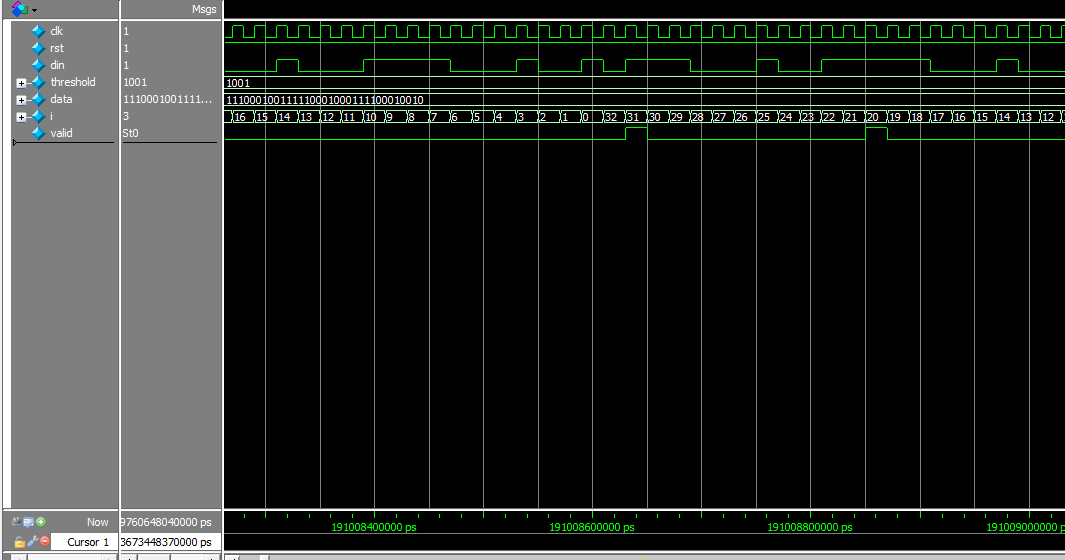 Msgs
clk 1
rst 1
din 1
threshold 1001 1001
data 1110001001111... 111000100111110001000111100010010
i 3 16 15 14 13 12 11 10 9 8 7 6 5 4 3 2 1 0 32 31 30 29 28 27 26 25 24 23 22 21 20 19 18 17 16 15 14 13 12
valid St0
Now 9760648040000 ps 191008400000 ps 191008600000 ps 191008800000 ps 191009000000 ps
Cursor 1 3673448370000 ps